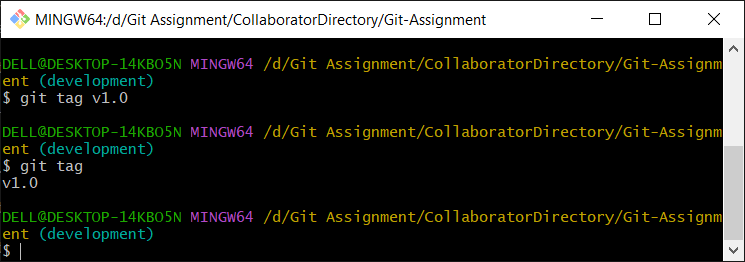 MINGW64:/d/Git Assignment/CollaboratorDirectory/Git-Assignment
DELL@DESKTOP-14KBO5N MINGW64 /d/Git Assignment/CollaboratorDirectory/Git-Assignm
ent (development)
$ git tag v1.0
DELL@DESKTOP-14KBO5N MINGW64 /d/Git Assignment/CollaboratorDirectory/Git-Assignm
ent (development)
$ git tag
v1.0
DELL@DESKTOP-14KBO5N MINGW64 /d/Git Assignment/CollaboratorDirectory/Git-Assignm
ent (development)
$